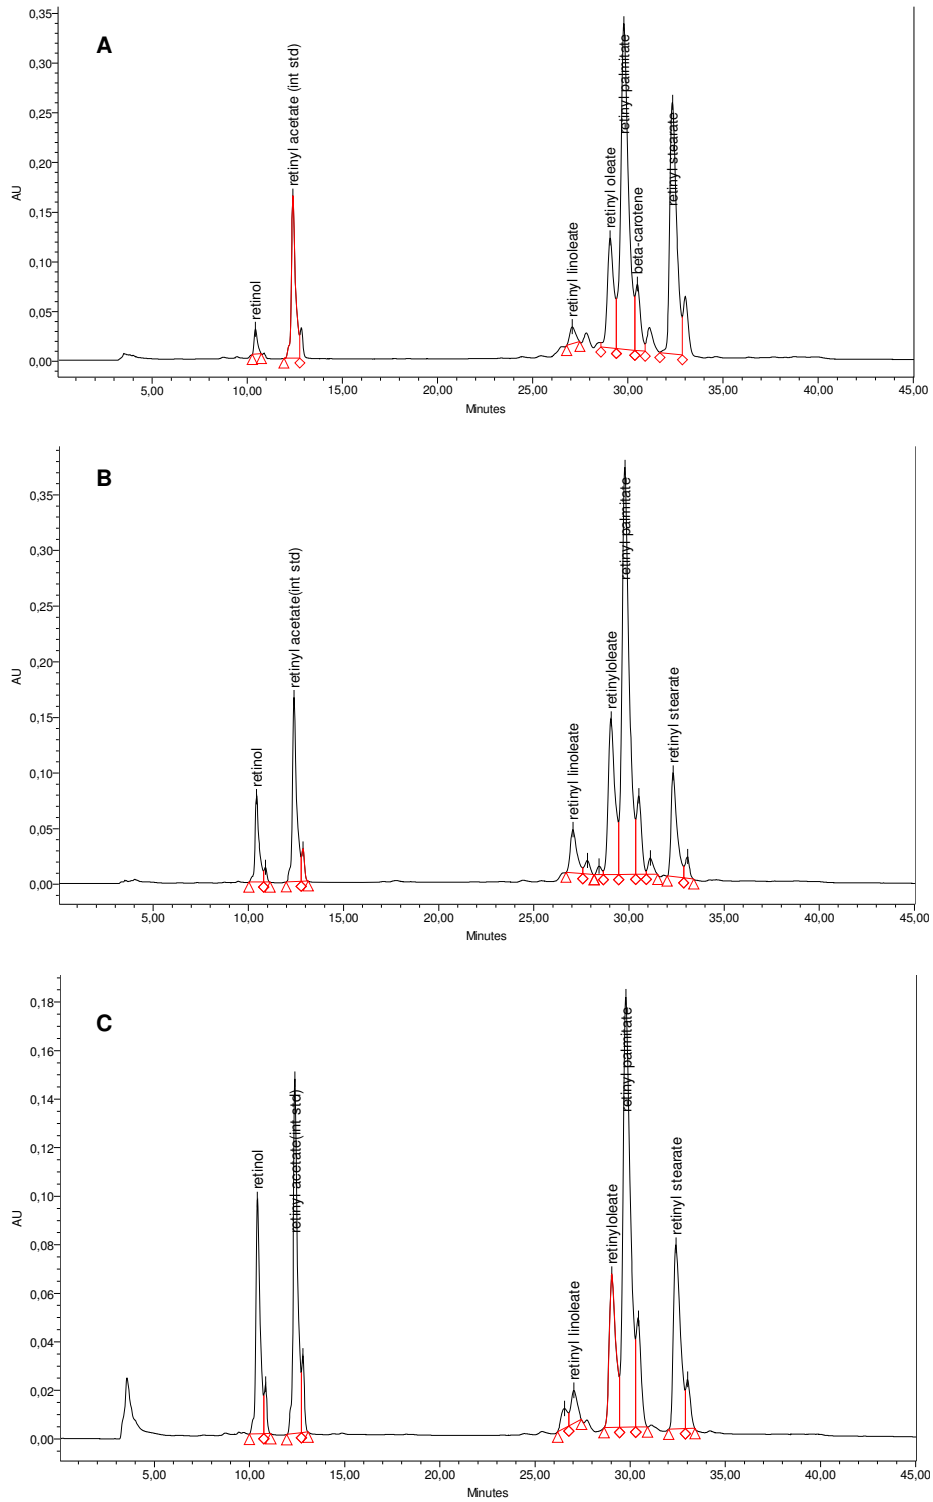 A
0,35
0,30
0,25
0,20
0,15
0,10
0,05
0,00
AU
retinol
retinyl acetate (int std)
retinyl linoleate
retinyl oleate
retinyl palmitate
beta-carotene
retinyl stearate
5,00 10,00 15,00 20,00 25,00 30,00 35,00 40,00 45,00
Minutes
B
0,35
0,30
0,25
0,20
0,15
0,10
0,05
0,00
AU
retinol
retinyl acetate(int std)
retinyl linoleate
retinyloleate
retinyl palmitate
retinyl stearate
5,00 10,00 15,00 20,00 25,00 30,00 35,00 40,00 45,00
Minutes
C
0,18
0,16
0,14
0,12
0,10
0,08
0,06
0,04
0,02
0,00
AU
retinol
retinyl acetate(int std)
retinyl linoleate
retinyloleate
retinyl palmitate
retinyl stearate
5,00 10,00 15,00 20,00 25,00 30,00 35,00 40,00 45,00
Minutes